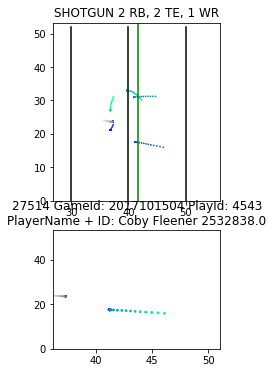 SHOTGUN 2 RB, 2 TE, 1 WR
50
40
30
20
10
0
30 40 50
27514 GameId: 2017101504 PlayId: 4543
PlayerName + ID: Coby Fleener 2532838.0
40
20
0
40 45 50